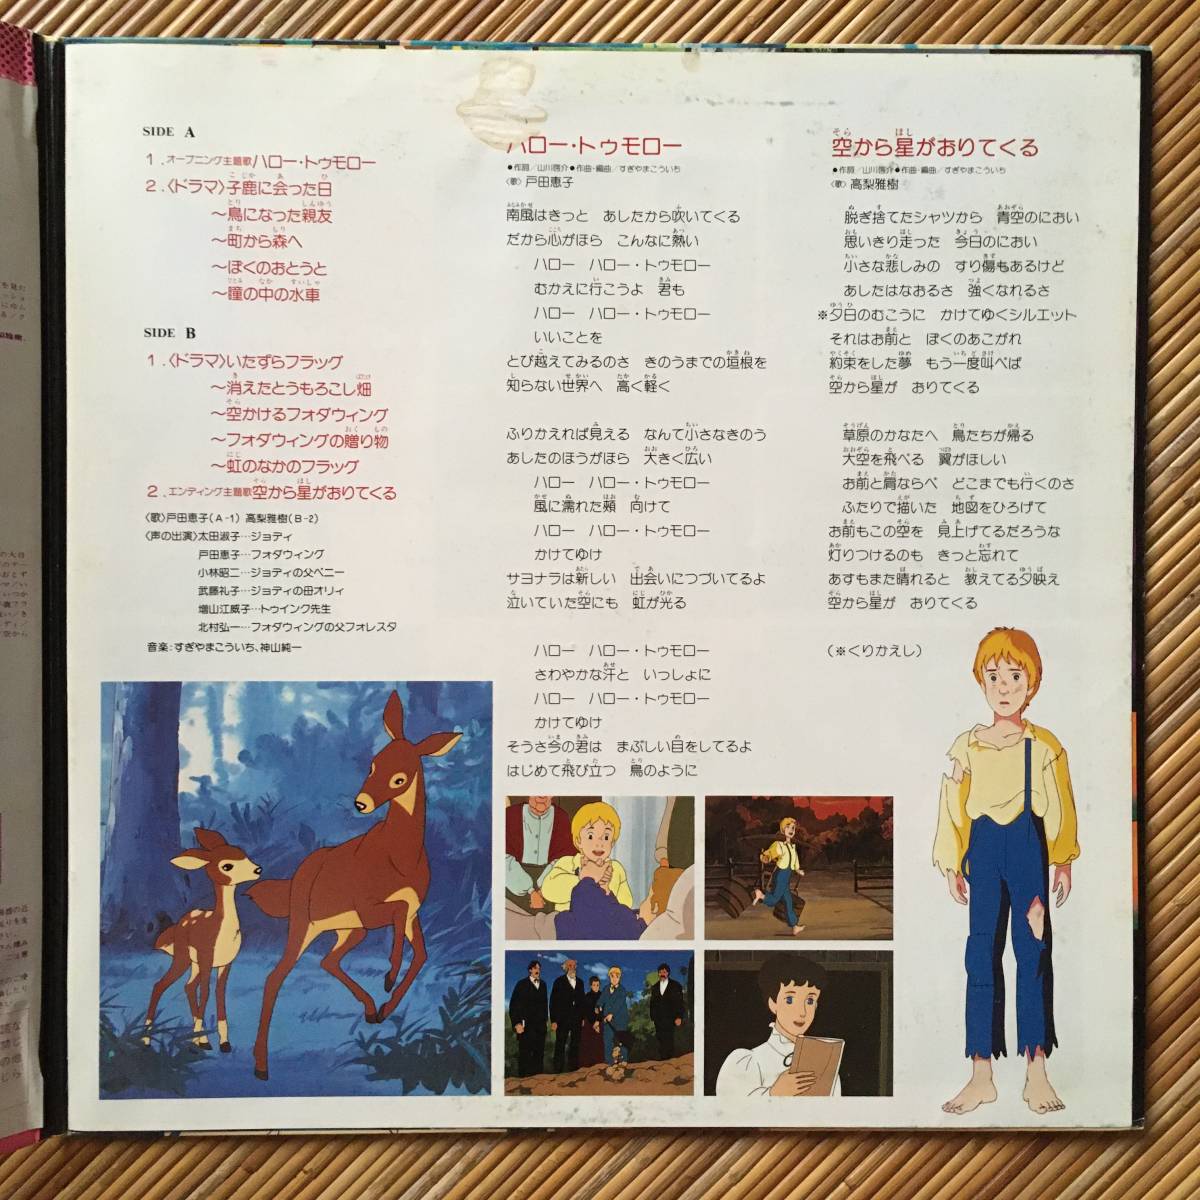 SIDE A
1. オープニング主題歌ハロー・トゥモロー
2. 〈ドラマ〉子鹿に会った日
～鳥になった親友
～町から森へ
～ぼくのおとうと
～瞳の中の水車
SIDE B
1. 〈ドラマ〉いたずらフラッグ
～消えたとうもろこし畑
～空かけるフォダウィング
～フォダウィングの贈り物
～虹のなかのフラッグ
2. エンディング主題歌空から星がおりてくる
〈歌〉戸田恵子(A-1) 高梨雅樹(B-2)
〈声の出演〉太田淑子…ジョディ
戸田恵子…フォダウィング
小林昭二…ジョディの父ペニー
武藤礼子…ジョディの母オリィ
増山江威子…トゥインク先生
北村弘一…フォダウィングの父フォレスタ
音楽:すぎやまこういち、神山純一
ハロー・トゥモロー
●作詞/山川啓介●作曲・編曲/すぎやまこういち
〈歌〉戸田恵子
南風はきっと あしたから吹いてくる
だから心がほら こんなに熱い
ハロー ハロー・トゥモロー
むかえに行こうよ 君も
ハロー ハロー・トゥモロー
いいことを
とび越えてみるのさ きのうまでの垣根を
知らない世界へ 高く軽く
ふりかえれば見える なんて小さなきのう
あしたのほうがほら 大きく広い
ハロー ハロー・トゥモロー
風に濡れた頬 向けて
ハロー ハロー・トゥモロー
かけてゆけ
サヨナラは新しい 出会いにつづいてるよ
泣いていた空にも 虹が光る
ハロー ハロー・トゥモロー
さわやかな汗と いっしょに
ハロー ハロー・トゥモロー
かけてゆけ
そうさ今の君は まぶしい目をしてるよ
はじめて飛び立つ 鳥のように
空から星がおりてくる
●作詞/山川啓介●作曲・編曲/すぎやまこういち
〈歌〉高梨雅樹
脱ぎ捨てたシャツから 青空のにおい
思いきり走った 今日のにおい
小さな悲しみの すり傷もあるけど
あしたはなおるさ 強くなれるさ
※夕日のむこうに かけてゆくシルエット
それはお前と ぼくのあこがれ
約束をした夢 もう一度叫べば
空から星が おりてくる
草原のかなたへ 鳥たちが帰る
大空を飛べる 翼がほしい
お前と肩ならべ どこまでも行くのさ
ふたりで描いた 地図をひろげて
お前もこの空を 見上げてるだろうな
灯りつけるのも きっと忘れて
あすもまた晴れると 教えてる夕映え
空から星が おりてくる
(※くりかえし)